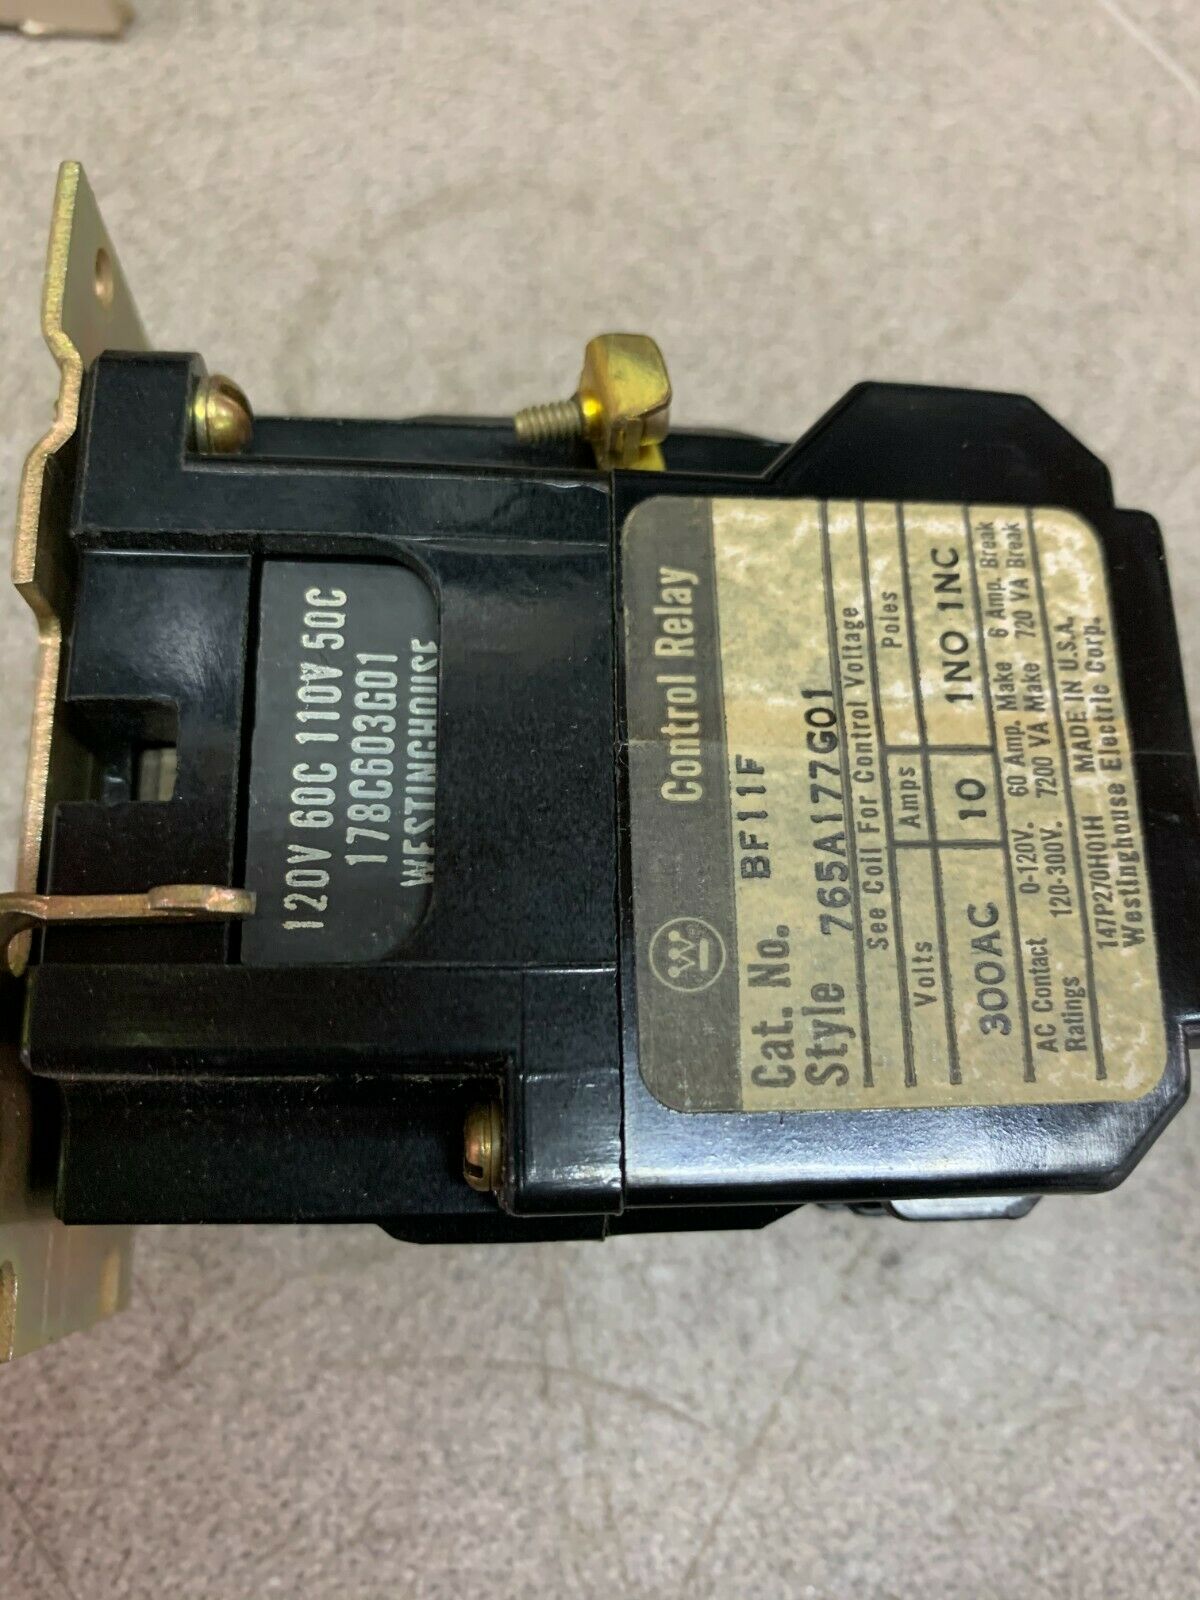 120V 60C 110V 50C
178C603G01
WESTINGHOUSE
Control Relay
W
Cat. No. BF11F
Style 765A177G01
See Coil For Control Voltage
Volts Amps Poles
300AC 10 1NO 1NC
AC Contact 0-120V. 60 Amp. Make 6 Amp. Break
Ratings 120-300V. 7200 VA Make 720 VA Break
147P270H01H MADE IN U.S.A.
Westinghouse Electric Corp.